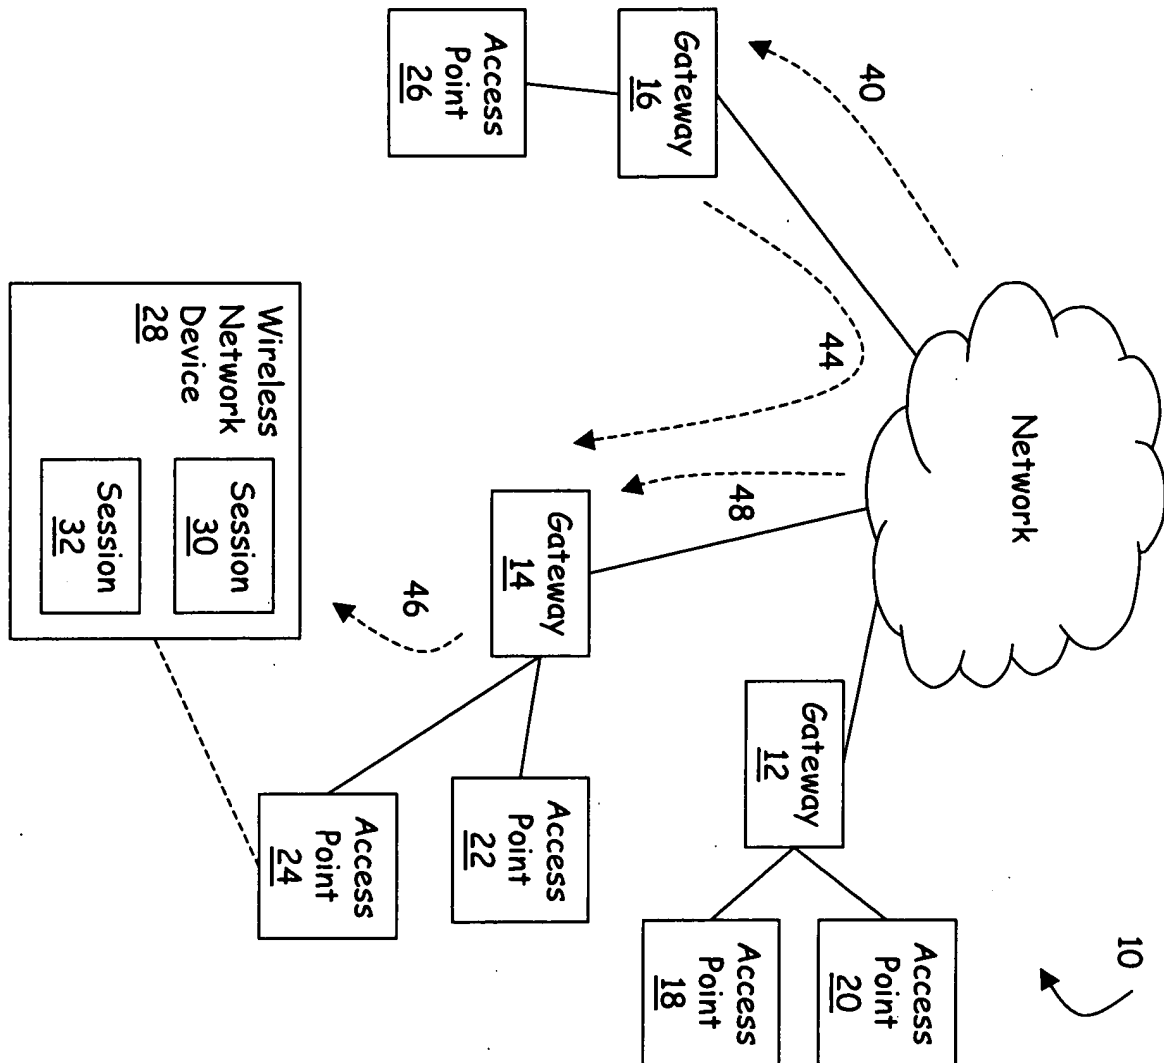 10
Network
Access
Point
20
40
44
Gateway
12
Access
Point
18
48
Gateway
16
Gateway
14
Access
Point
22
Access
Point
26
46
Access
Point
24
Wireless
Network
Device
28
Session
30
Session
32